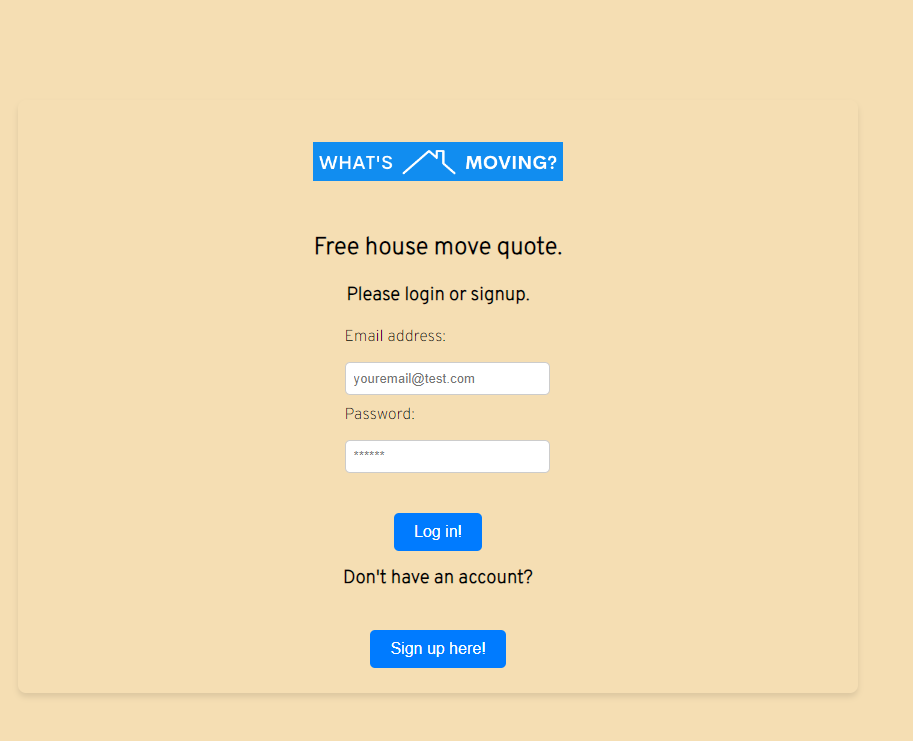 WHAT'S MOVING?
Free house move quote.
Please login or signup.
Email address:
youremail@test.com
Password:
******
Log in!
Don't have an account?
Sign up here!